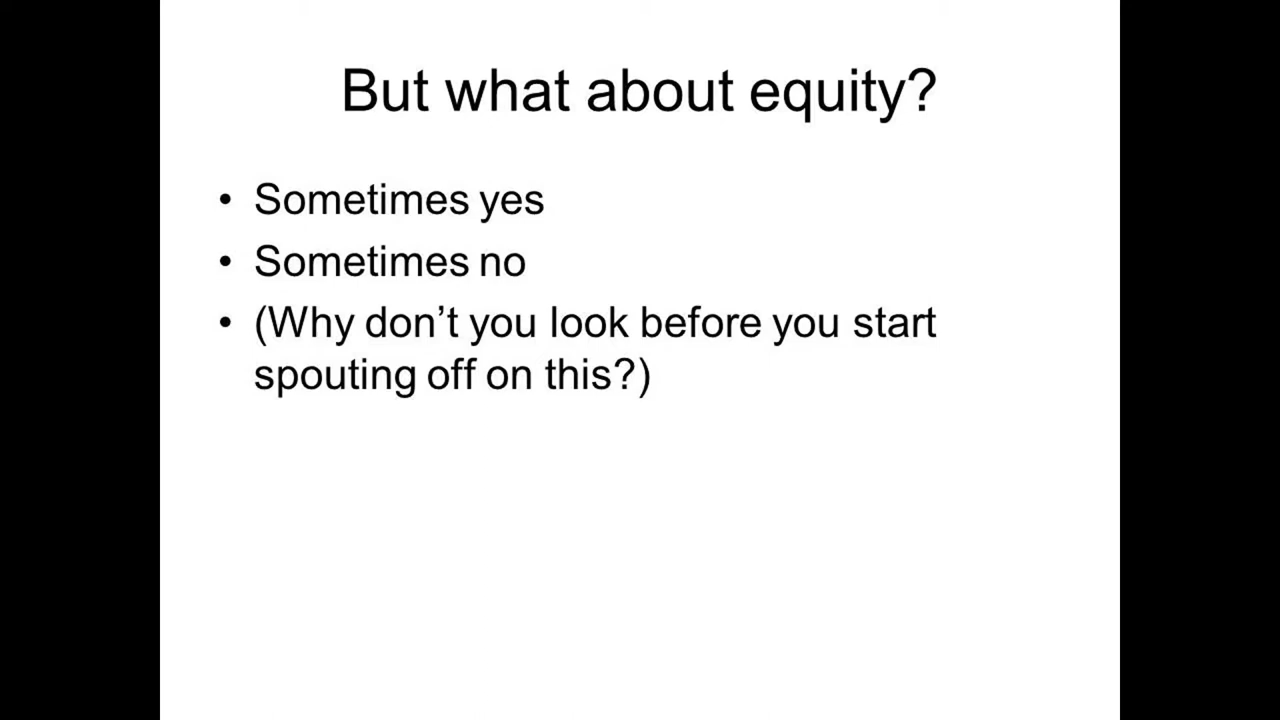 But what about equity?
• Sometimes yes
• Sometimes no
• (Why don’t you look before you start
spouting off on this?)